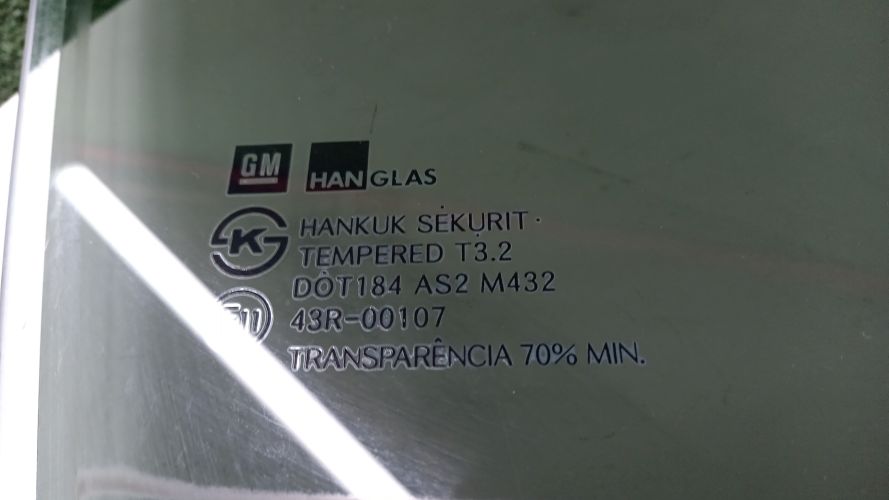 GM HANGLAS
K HANKUK SEKURIT
TEMPERED T3.2
DOT184 AS2 M432
E11 43R-00107
TRANSPARÊNCIA 70% MIN.